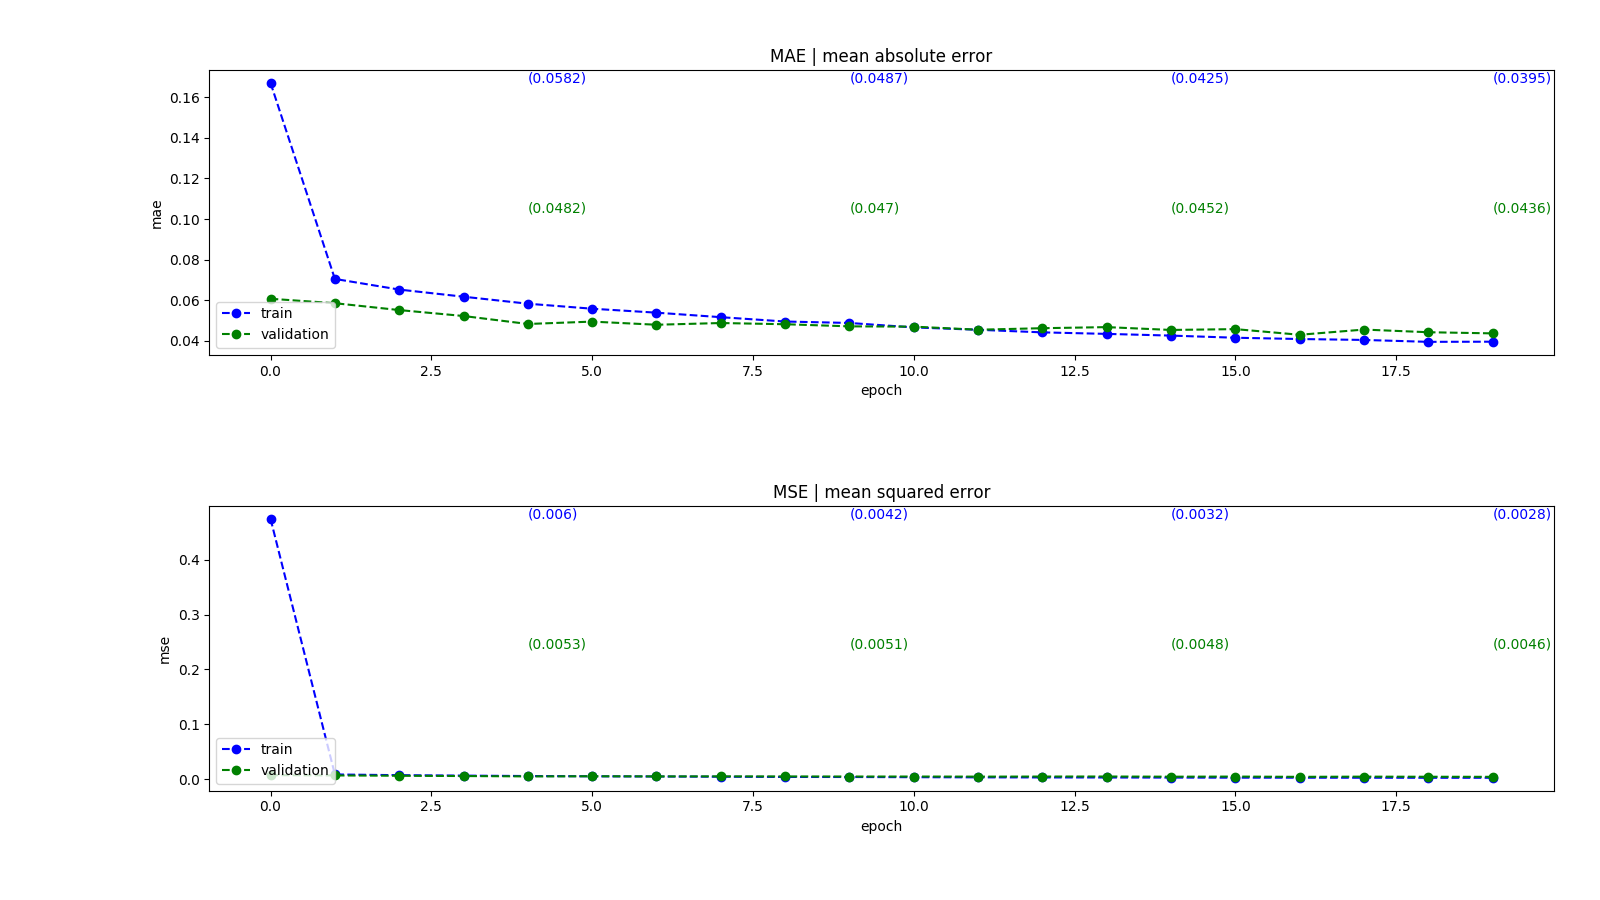 MAE | mean absolute error
(0.0582) (0.0487) (0.0425) (0.0395)
0.16
0.14
0.12
0.10
(0.0482) (0.047) (0.0452) (0.0436)
mae
0.08
0.06
train
validation
0.04
0.0 2.5 5.0 7.5 10.0 12.5 15.0 17.5
epoch
MSE | mean squared error
(0.006) (0.0042) (0.0032) (0.0028)
0.4
0.3
(0.0053) (0.0051) (0.0048) (0.0046)
mse
0.2
0.1
train
validation
0.0
0.0 2.5 5.0 7.5 10.0 12.5 15.0 17.5
epoch